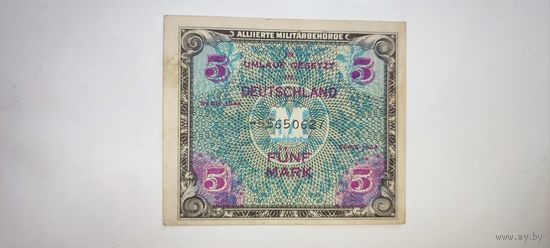 ALLIIERTE MILITÄRBEHÖRDE
5 IN 5
UMLAUF GESETZT
IN
DEUTSCHLAND
SERIE 1944
SERIE 1944
FÜNF
MARK
5 5
www.ay.by